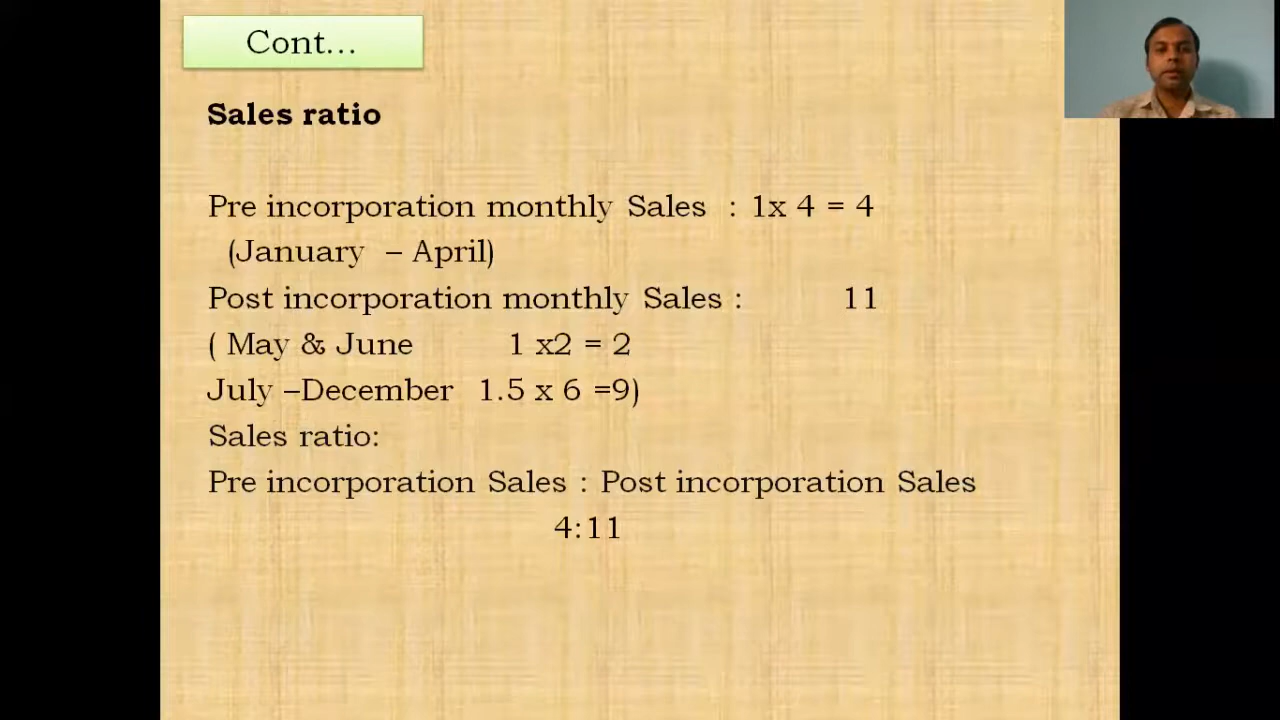 Cont...
Sales ratio
Pre incorporation monthly Sales : 1x 4 = 4
(January – April)
Post incorporation monthly Sales : 11
( May & June 1 x2 = 2
July –December 1.5 x 6 =9)
Sales ratio:
Pre incorporation Sales : Post incorporation Sales
4:11